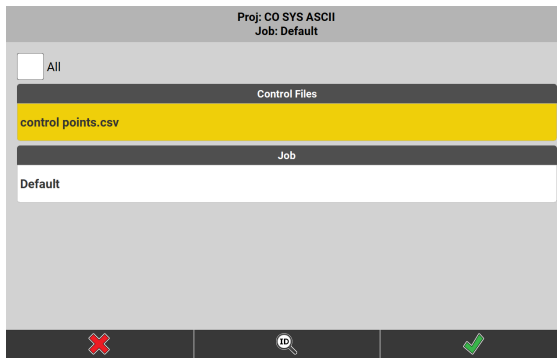 Proj: CO SYS ASCII
Job: Default
All
Control Files
control points.csv
Job
Default
ID